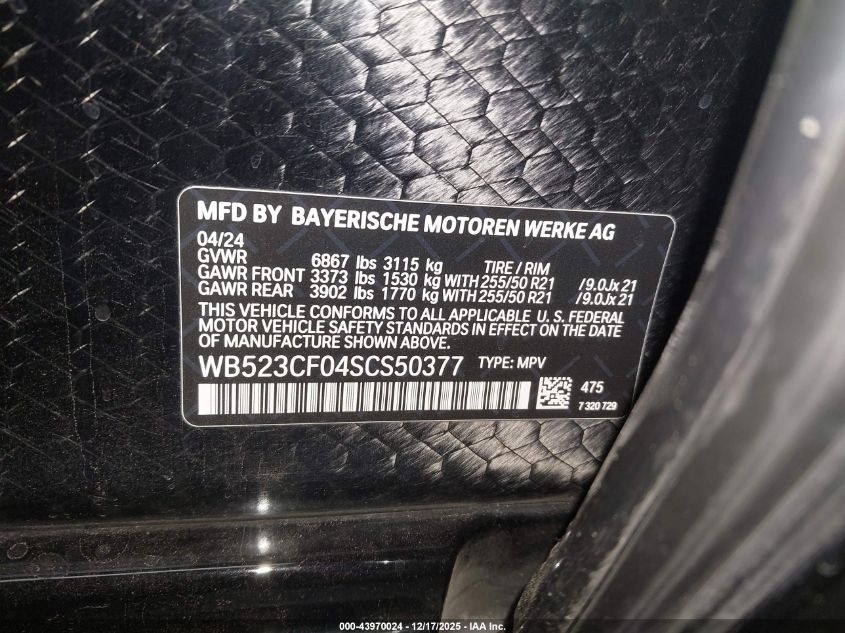 MFD BY BAYERISCHE MOTOREN WERKE AG
04/24
GVWR 6867 lbs 3115 kg TIRE / RIM
GAWR FRONT 3373 lbs 1530 kg WITH 255/50 R21 /9.0Jx21
GAWR REAR 3902 lbs 1770 kg WITH 255/50 R21 /9.0Jx21
THIS VEHICLE CONFORMS TO ALL APPLICABLE U. S. FEDERAL
MOTOR VEHICLE SAFETY STANDARDS IN EFFECT ON THE DATE
OF MANUFACTURE SHOWN ABOVE.
WB523CF04SCS50377 TYPE: MPV
475
7 320 729
000-43970024 - 12/17/2025 - IAA Inc.